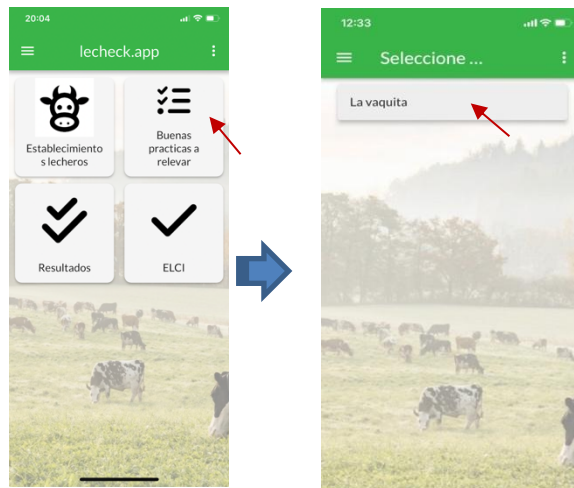 20:04
lecheck.app
Establecimiento
s lecheros
Buenas
practicas a
relevar
Resultados
ELCI
12:33
Seleccione ...
La vaquita